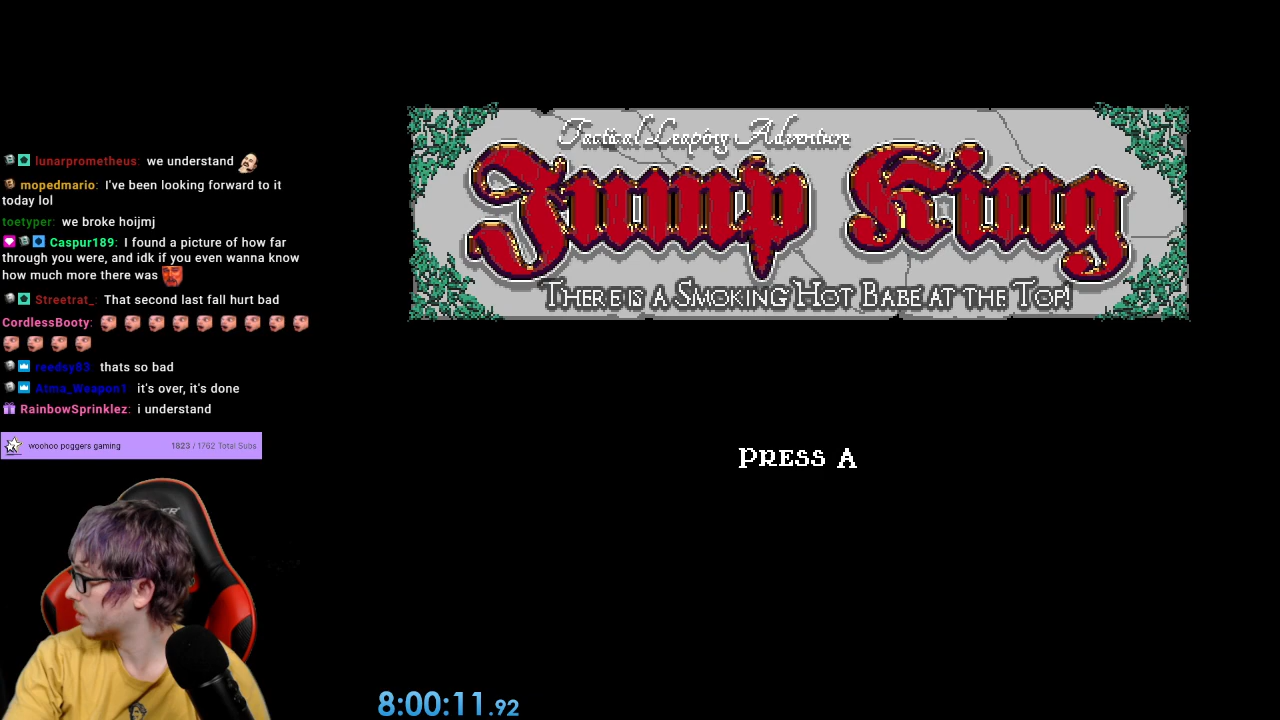 lunarprometheus: we understand
mopedmario: I've been looking forward to it
today lol
toetyper: we broke hoijmj
Caspur189: I found a picture of how far
through you were, and idk if you even wanna know
how much more there was
Streetrat_: That second last fall hurt bad
CordlessBooty:
reedsy83 thats so bad
Atma_Weapon1 it's over, it's done
RainbowSprinklez: i understand
woohoo poggers gaming 1823 / 1762 Total Subs
Tactical Leaping Adventure
Jump King
There is a Smoking Hot Babe at the Top!
Press A
8:00:11.92